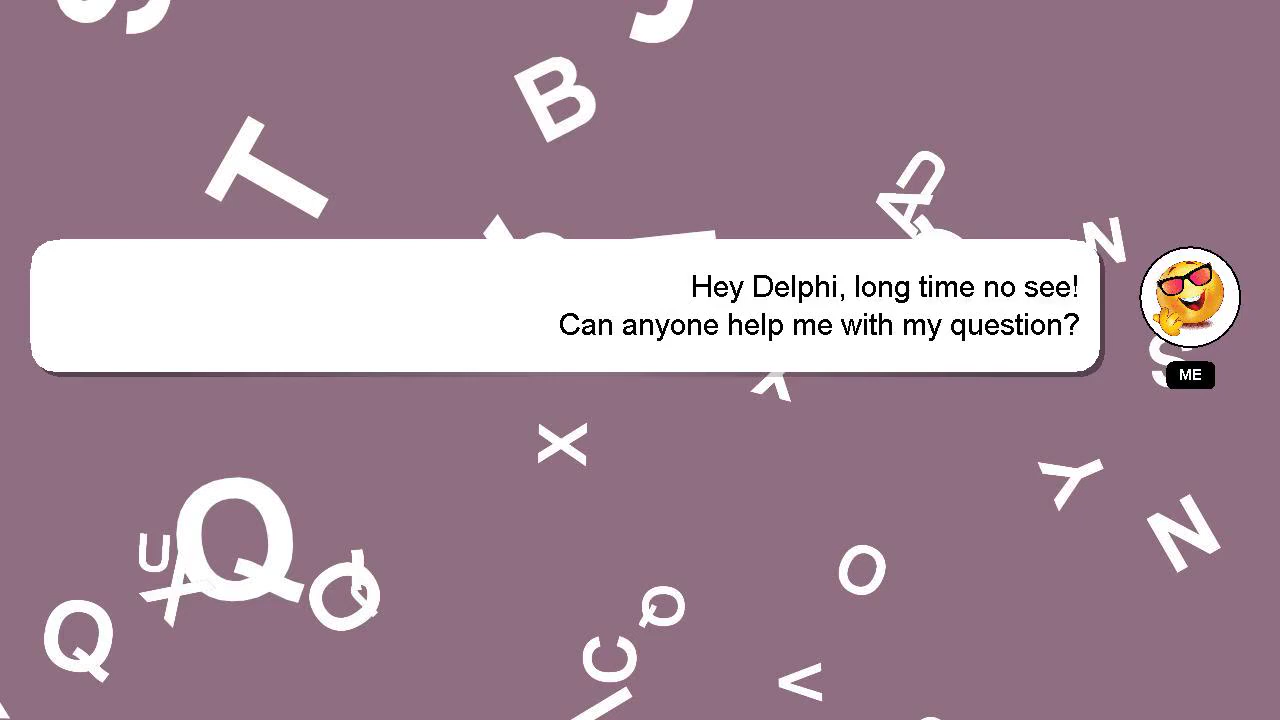 Hey Delphi, long time no see!
Can anyone help me with my question?
ME
T
B
U
A
N
S
X
X
Y
N
Q
U
X
Q
Q
O
Q
C
V